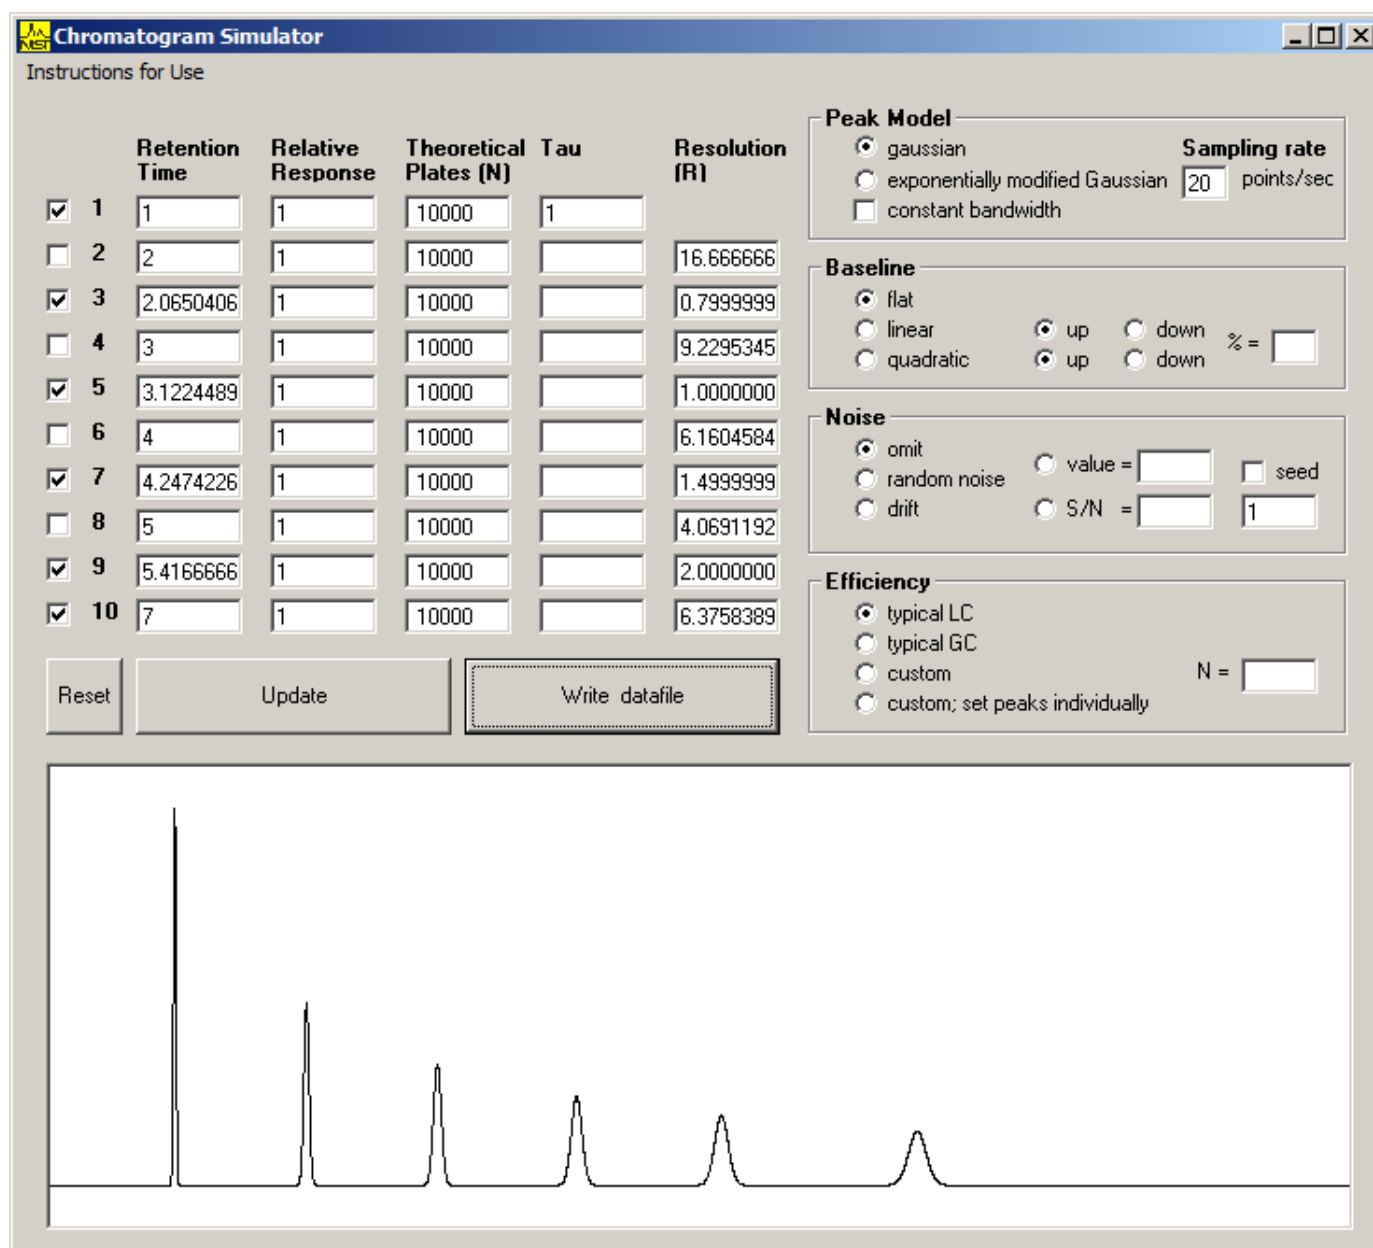 NIST Chromatogram Simulator
Instructions for Use
Retention Time Relative Response Theoretical Plates (N) Tau Resolution (R)
1 1 1 10000 1
2 2 1 10000 16.666666
3 2.0650406 1 10000 0.7999999
4 3 1 10000 9.2295345
5 3.1224489 1 10000 1.0000000
6 4 1 10000 6.1604584
7 4.2474226 1 10000 1.4999999
8 5 1 10000 4.0691192
9 5.4166666 1 10000 2.0000000
10 7 1 10000 6.3758389
Reset Update Write datafile
Peak Model
gaussian Sampling rate
exponentially modified Gaussian 20 points/sec
constant bandwidth
Baseline
flat
linear up down % =
quadratic up down
Noise
omit
random noise value = seed
drift S/N = 1
Efficiency
typical LC
typical GC
custom N =
custom; set peaks individually